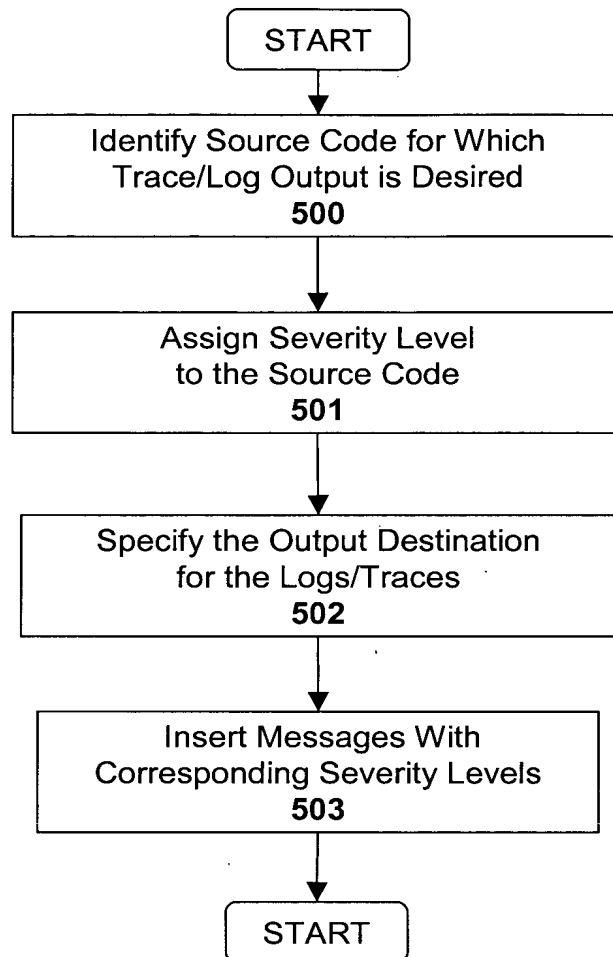 START
Identify Source Code for Which
Trace/Log Output is Desired
500
Assign Severity Level
to the Source Code
501
Specify the Output Destination
for the Logs/Traces
502
Insert Messages With
Corresponding Severity Levels
503
START